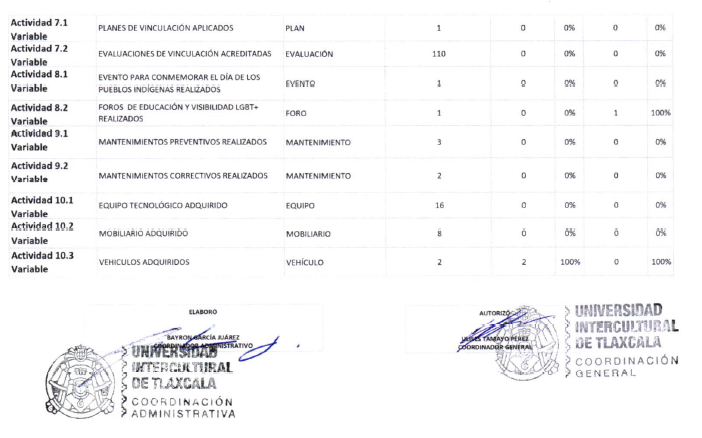 Actividad 7.1
Variable
PLANES DE VINCULACIÓN APLICADOS PLAN 1 0 0% 0 0%
Actividad 7.2
Variable
EVALUACIONES DE VINCULACIÓN ACREDITADAS EVALUACIÓN 110 0 0% 0 0%
Actividad 8.1
Variable
EVENTO PARA CONMEMORAR EL DÍA DE LOS
PUEBLOS INDÍGENAS REALIZADOS EVENTO 1 0 0% 0 0%
Actividad 8.2
Variable
FOROS DE EDUCACIÓN Y VISIBILIDAD LGBT+
REALIZADOS FORO 1 0 0% 1 100%
Actividad 9.1
Variable
MANTENIMIENTOS PREVENTIVOS REALIZADOS MANTENIMIENTO 3 0 0% 0 0%
Actividad 9.2
Variable
MANTENIMIENTOS CORRECTIVOS REALIZADOS MANTENIMIENTO 2 0 0% 0 0%
Actividad 10.1
Variable
EQUIPO TECNOLÓGICO ADQUIRIDO EQUIPO 16 0 0% 0 0%
Actividad 10.2
Variable
MOBILIARIO ADQUIRIDO MOBILIARIO 8 0 0% 0 0%
Actividad 10.3
Variable
VEHICULOS ADQUIRIDOS VEHÍCULO 2 2 100% 0 100%
ELABORO
BAYRON GARCÍA JUÁREZ
COORDINADOR ADMINISTRATIVO
UNIVERSIDAD
INTERCULTURAL
DE TLAXCALA
COORDINACIÓN
ADMINISTRATIVA
AUTORIZÓ
TAMAYO PÉREZ
COORDINADOR GENERAL
UNIVERSIDAD
INTERCULTURAL
DE TLAXCALA
COORDINACIÓN
GENERAL